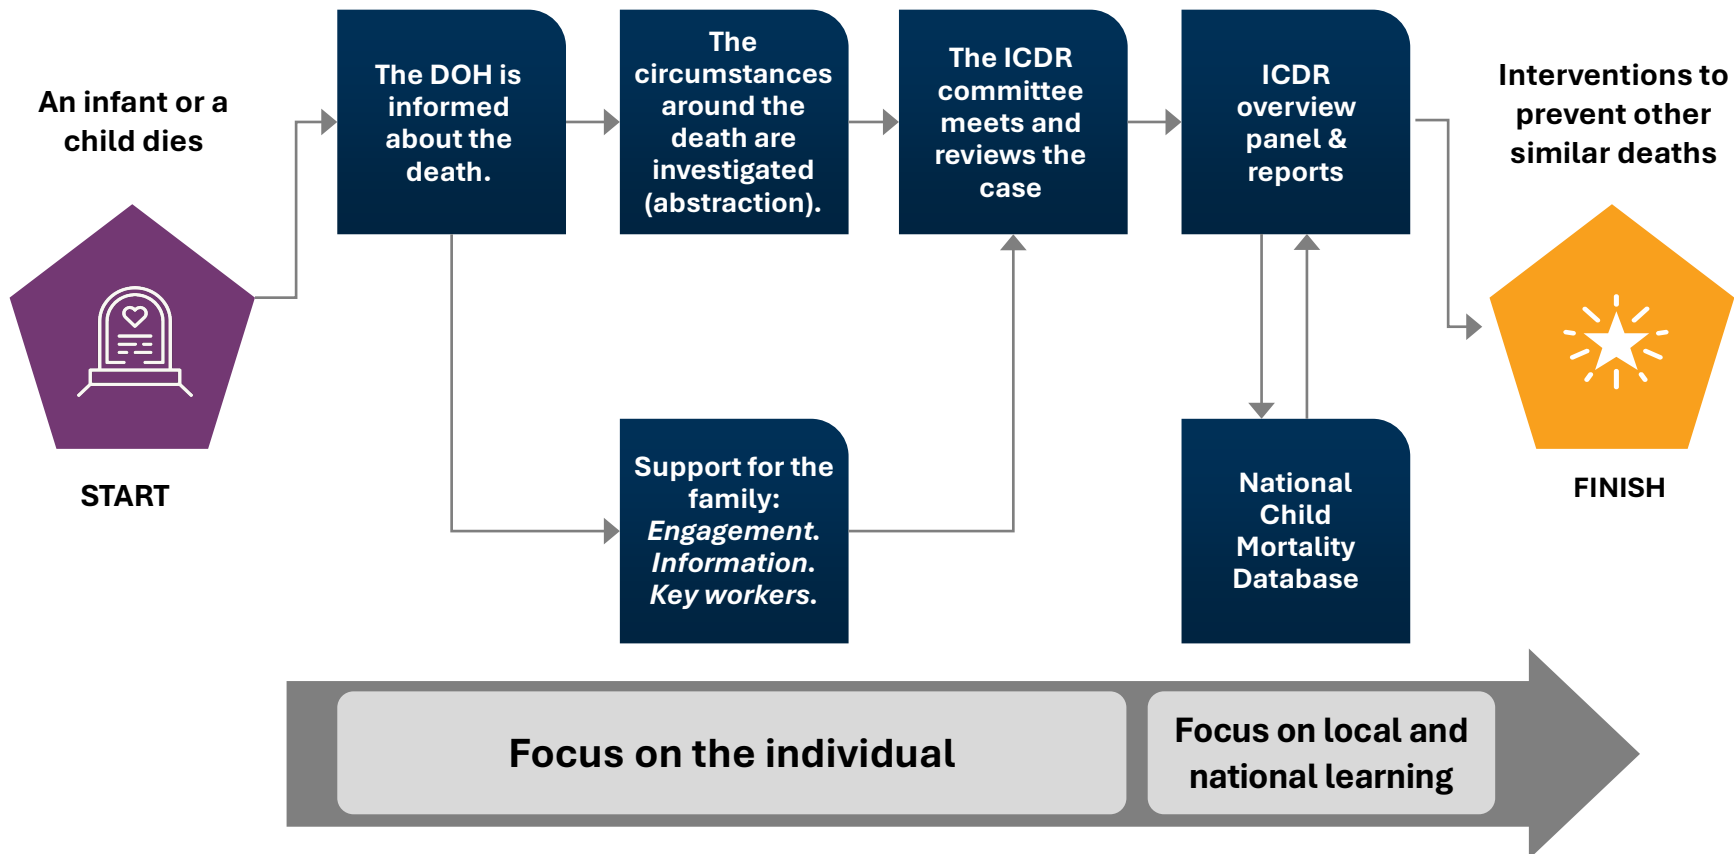 An infant or a
child dies
START
The DOH is
informed
about the
death.
The
circumstances
around the
death are
investigated
(abstraction).
The ICDR
committee
meets and
reviews the
case
ICDR
overview
panel &
reports
Interventions to
prevent other
similar deaths
FINISH
Support for the
family:
Engagement.
Information.
Key workers.
National
Child
Mortality
Database
Focus on the individual
Focus on local and
national learning